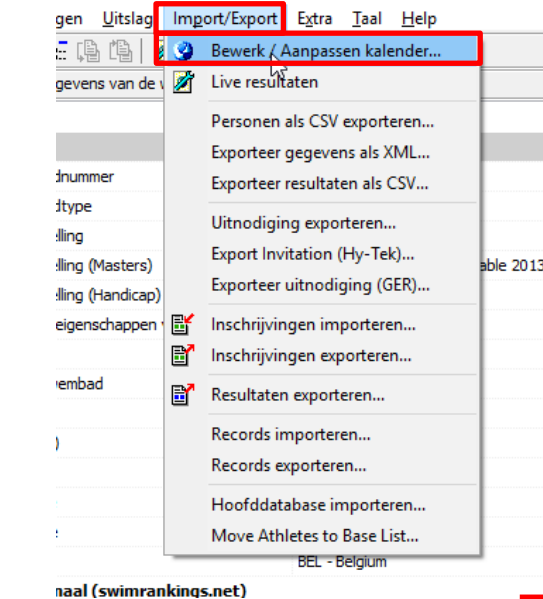 gen Uitslag Import/Export Extra Taal Help
Bewerk / Aanpassen kalender...
gevens van de w
Live resultaten
Personen als CSV exporteren...
Exporteer gegevens als XML...
dnummer
Exporteer resultaten als CSV...
dtype
Uitnodiging exporteren...
elling
Export Invitation (Hy-Tek)...
elling (Masters)
able 2013
Exporteer uitnodiging (GER)...
elling (Handicap)
Inschrijvingen importeren...
eigenschappen
Inschrijvingen exporteren...
embad
Resultaten exporteren...
Records importeren...
)
Records exporteren...
Hoofddatabase importeren...
Move Athletes to Base List...
BEL - Belgium
naal (swimrankings.net)